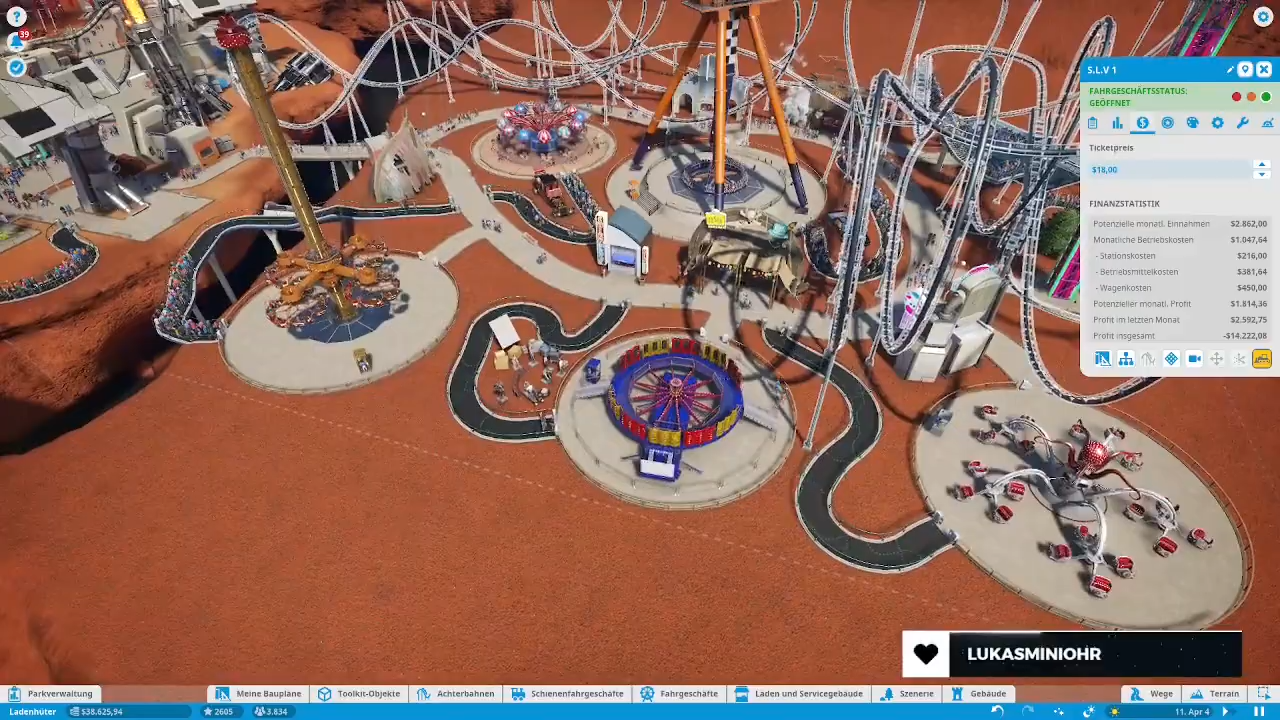 39
S.L.V 1
FAHRGESCHÄFTSSTATUS:
GEÖFFNET
Ticketpreis
$18,00
FINANZSTATISTIK
Potenzielle monatl. Einnahmen $2.862,00
Monatliche Betriebskosten $1.047,64
- Stationskosten $216,00
- Betriebsmittelkosten $381,64
- Wagenkosten $450,00
Potenzieller monatl. Profit $1.814,36
Profit im letzten Monat $2.592,75
Profit insgesamt -$14.222,08
LUKASMINIOHR
Parkverwaltung
Meine Baupläne
Toolkit-Objekte
Achterbahnen
Schienenfahrgeschäfte
Fahrgeschäfte
Laden und Servicegebäude
Szenerie
Gebäude
Wege
Terrain
Ladenhüter
$38.625,94
2605
3.834
11. Apr 4